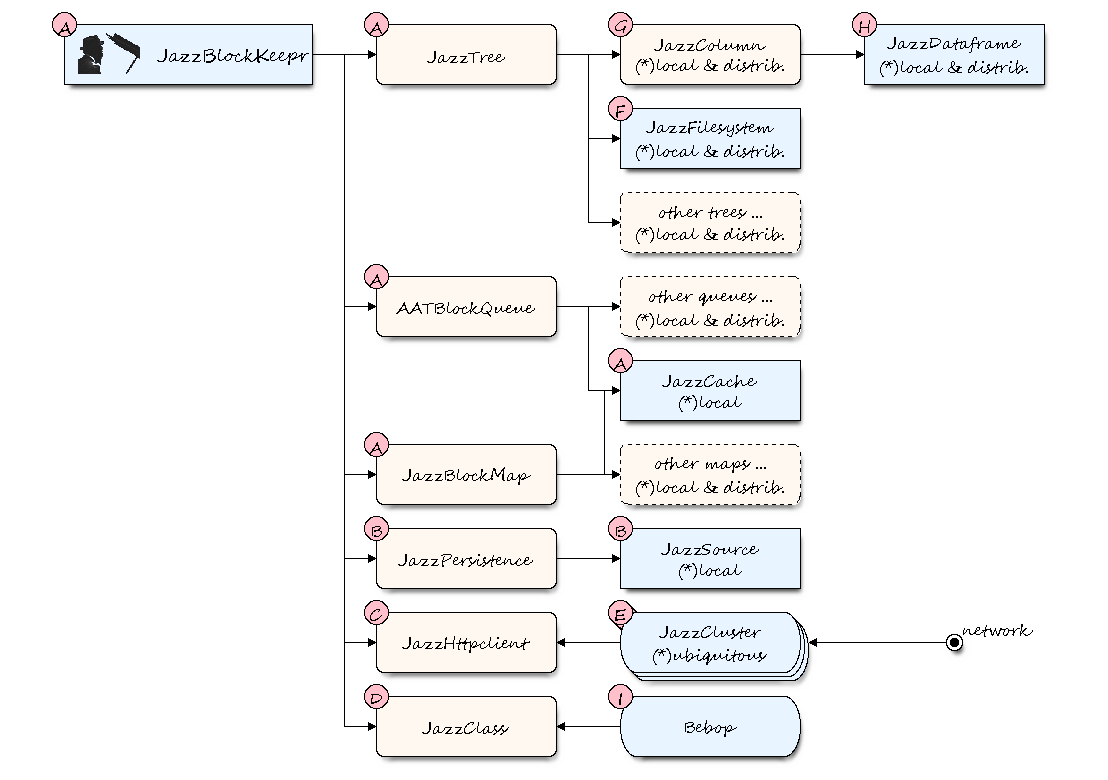 A
JazzBlockKeepr
A
JazzTree
G
JazzColumn
(*)local & distrib.
H
JazzDataframe
(*)local & distrib.
F
JazzFilesystem
(*)local & distrib.
other trees ...
(*)local & distrib.
A
AATBlockQueue
other queues ...
(*)local & distrib.
A
JazzCache
(*)local
A
JazzBlockMap
other maps ...
(*)local & distrib.
B
JazzPersistence
B
JazzSource
(*)local
C
JazzHttpclient
E
JazzCluster
(*)ubiquitous
network
D
JazzClass
I
Bebop